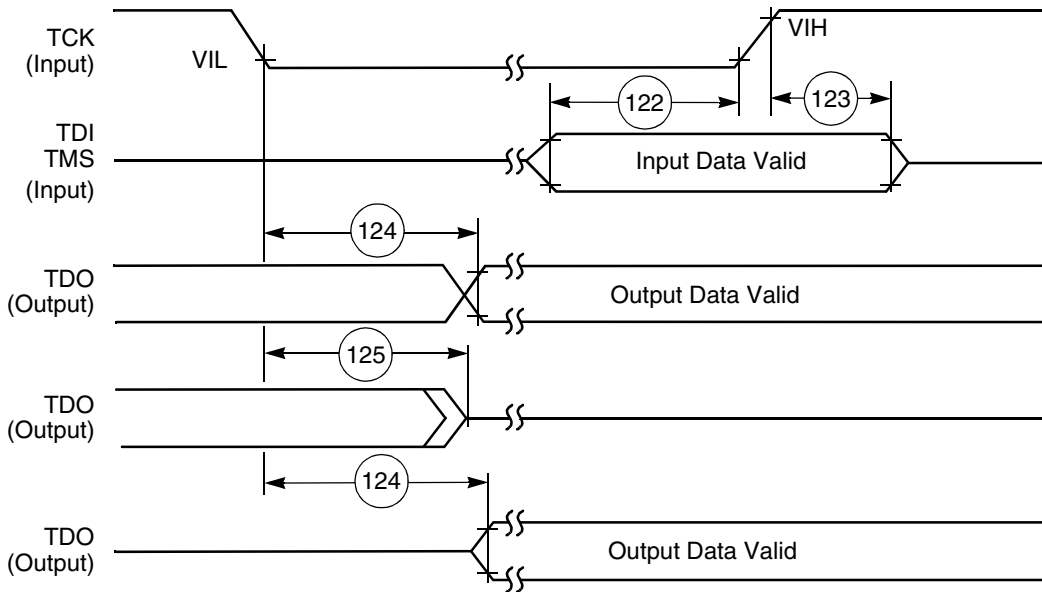 TCK
(Input)
VIL
VIH
122
123
TDI
TMS
(Input)
Input Data Valid
124
TDO
(Output)
Output Data Valid
125
TDO
(Output)
124
TDO
(Output)
Output Data Valid